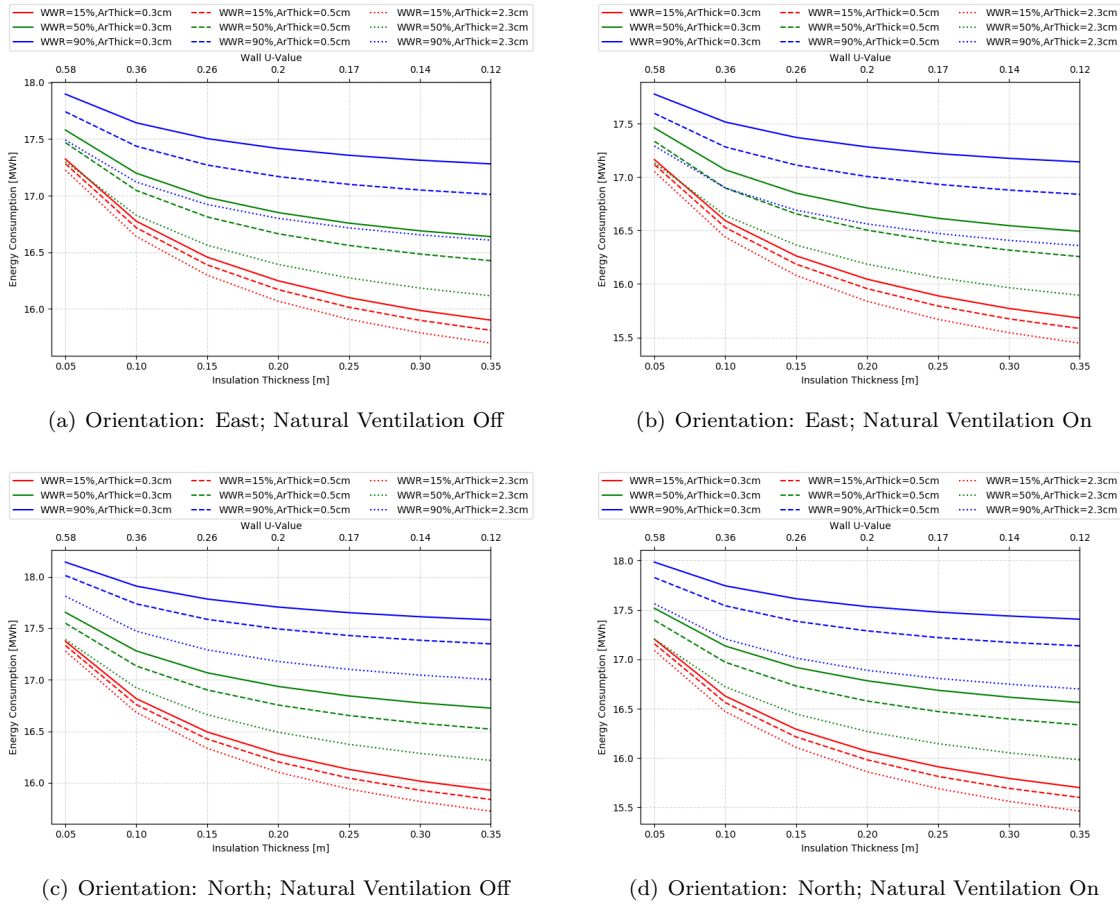 WWR=15%,ArThick=0.3cm WWR=15%,ArThick=0.5cm WWR=15%,ArThick=2.3cm
WWR=50%,ArThick=0.3cm WWR=50%,ArThick=0.5cm WWR=50%,ArThick=2.3cm
WWR=90%,ArThick=0.3cm WWR=90%,ArThick=0.5cm WWR=90%,ArThick=2.3cm
Wall U-Value
0.58 0.36 0.26 0.2 0.17 0.14 0.12
18.0
17.5
17.0
16.5
16.0
Energy Consumption [MWh]
0.05 0.10 0.15 0.20 0.25 0.30 0.35
Insulation Thickness [m]
(a) Orientation: East; Natural Ventilation Off
WWR=15%,ArThick=0.3cm WWR=15%,ArThick=0.5cm WWR=15%,ArThick=2.3cm
WWR=50%,ArThick=0.3cm WWR=50%,ArThick=0.5cm WWR=50%,ArThick=2.3cm
WWR=90%,ArThick=0.3cm WWR=90%,ArThick=0.5cm WWR=90%,ArThick=2.3cm
Wall U-Value
0.58 0.36 0.26 0.2 0.17 0.14 0.12
17.5
17.0
16.5
16.0
15.5
Energy Consumption [MWh]
0.05 0.10 0.15 0.20 0.25 0.30 0.35
Insulation Thickness [m]
(b) Orientation: East; Natural Ventilation On
WWR=15%,ArThick=0.3cm WWR=15%,ArThick=0.5cm WWR=15%,ArThick=2.3cm
WWR=50%,ArThick=0.3cm WWR=50%,ArThick=0.5cm WWR=50%,ArThick=2.3cm
WWR=90%,ArThick=0.3cm WWR=90%,ArThick=0.5cm WWR=90%,ArThick=2.3cm
Wall U-Value
0.58 0.36 0.26 0.2 0.17 0.14 0.12
18.0
17.5
17.0
16.5
16.0
Energy Consumption [MWh]
0.05 0.10 0.15 0.20 0.25 0.30 0.35
Insulation Thickness [m]
(c) Orientation: North; Natural Ventilation Off
WWR=15%,ArThick=0.3cm WWR=15%,ArThick=0.5cm WWR=15%,ArThick=2.3cm
WWR=50%,ArThick=0.3cm WWR=50%,ArThick=0.5cm WWR=50%,ArThick=2.3cm
WWR=90%,ArThick=0.3cm WWR=90%,ArThick=0.5cm WWR=90%,ArThick=2.3cm
Wall U-Value
0.58 0.36 0.26 0.2 0.17 0.14 0.12
18.0
17.5
17.0
16.5
16.0
15.5
Energy Consumption [MWh]
0.05 0.10 0.15 0.20 0.25 0.30 0.35
Insulation Thickness [m]
(d) Orientation: North; Natural Ventilation On